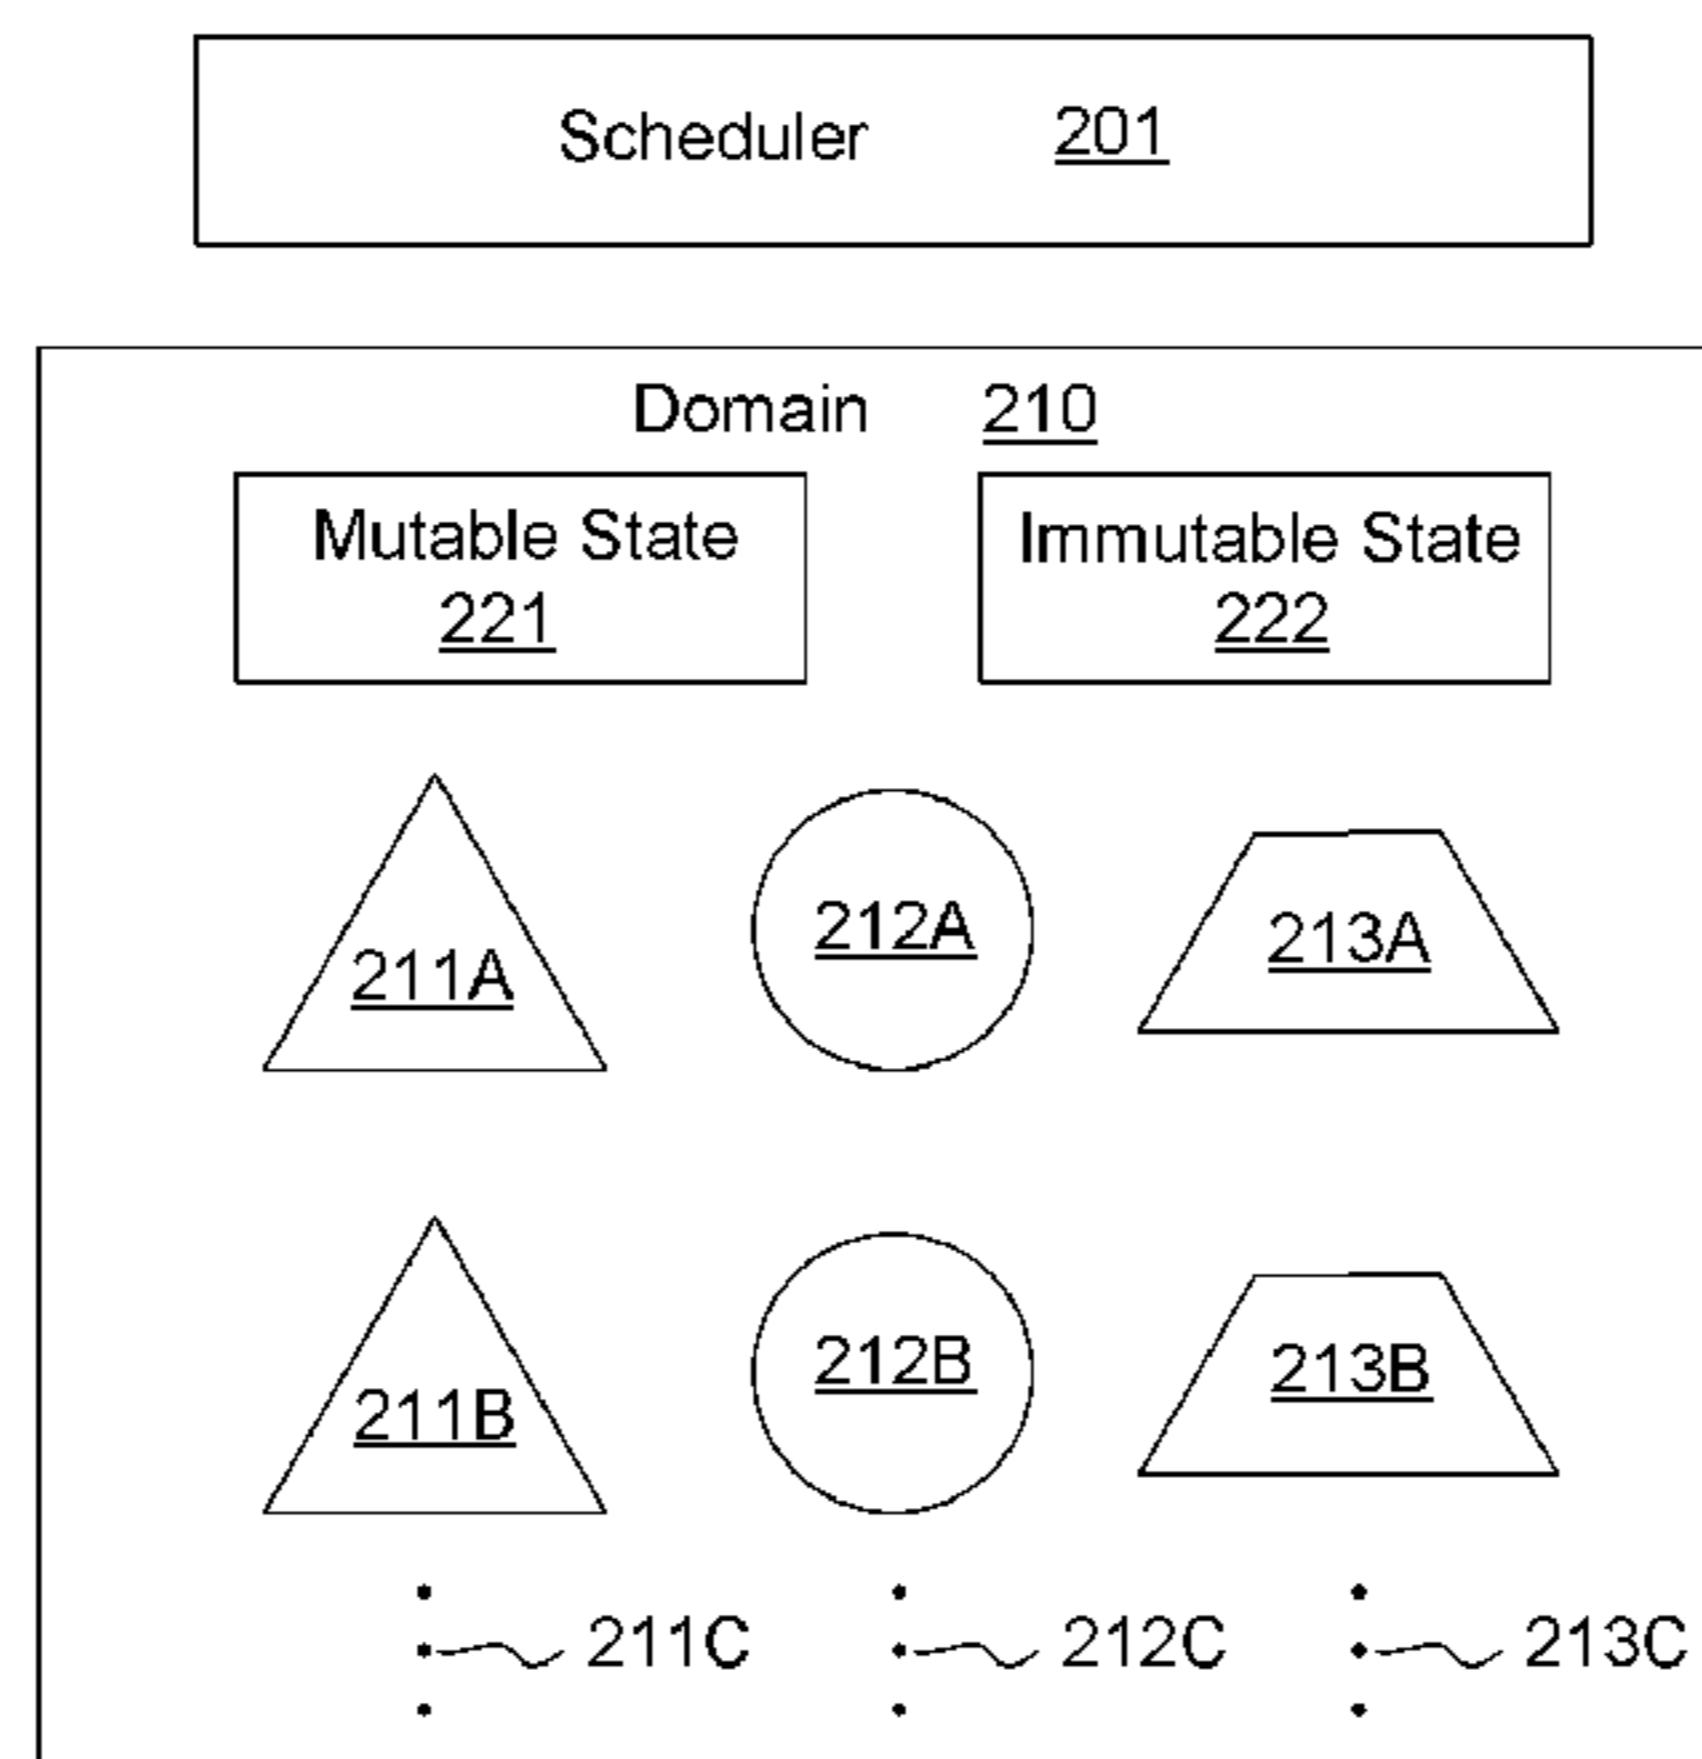 Scheduler 201
Domain 210
Mutable State
221
Immutable State
222
211A
212A
213A
211B
212B
213B
211C
212C
213C